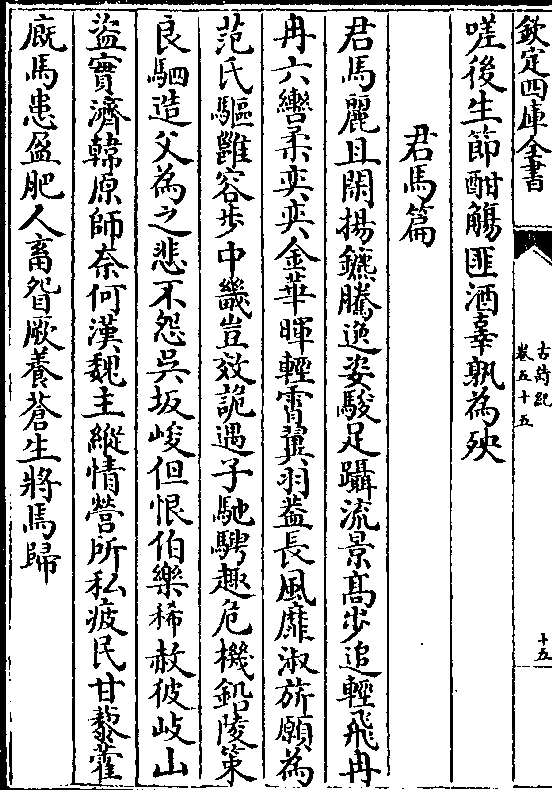 欽定四庫全書
古詩紀
卷五十五
十五
嗟後生節酣觴匪酒辜孰為殃
君馬篇
君馬麗且閑揚鑣騰逸姿駿足躡流景高步追輕飛冉
冉六轡柔奕奕金華暉輕霄翼羽蓋長風靡淑旂願為
范氏驅雝容步中畿豈效詭遇子馳騁趣危機鉛陵策
良駟造父為之悲不怨吳坂峻但恨伯樂稀赦彼岐山
盜實濟韓原師奈何漢魏主縱情營所私疲民甘藜藿
廐馬患盈肥人畜眢厥養蒼生將馬歸